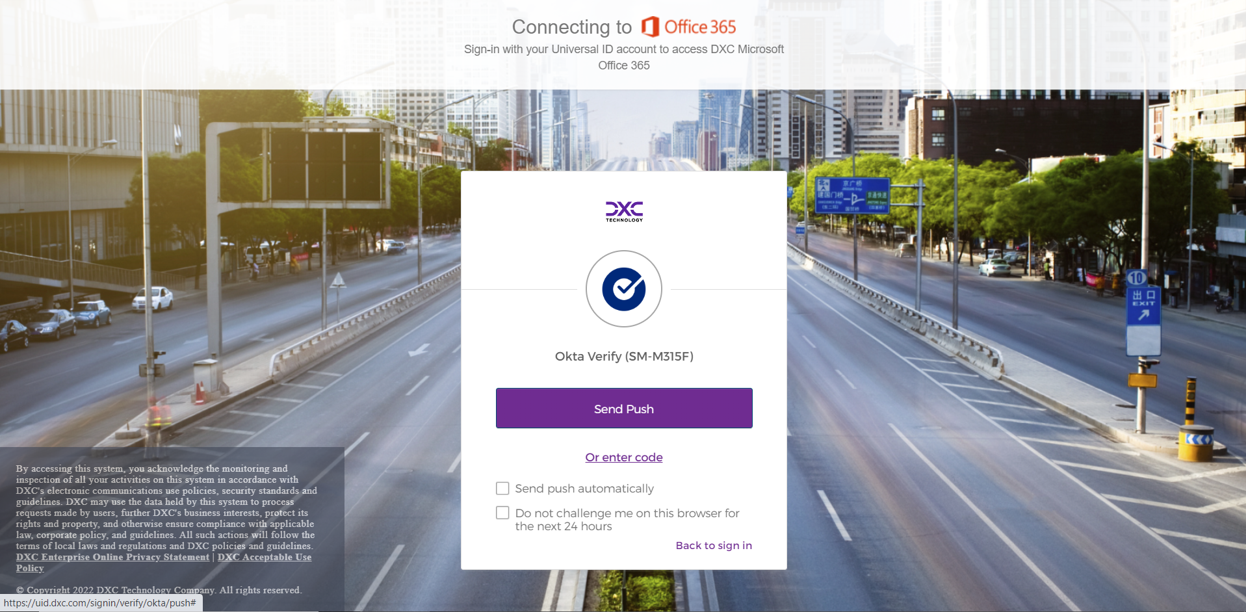 Connecting to Office 365
Sign-in with your Universal ID account to access DXC Microsoft
Office 365
DXC
TECHNOLOGY
Okta Verify (SM-M315F)
Send Push
Or enter code
Send push automatically
Do not challenge me on this browser for
the next 24 hours
Back to sign in
10
出口
EXIT
By accessing this system, you acknowledge the monitoring and
inspection of all your activities on this system in accordance with
DXC's electronic communications use policies, security standards and
guidelines. DXC may use the data held by this system to process
requests made by users, further DXC's business interests, protect its
rights and property, and otherwise ensure compliance with applicable
law, corporate policy, and guidelines. All such actions will follow the
terms of local laws and regulations and DXC policies and guidelines.
DXC Enterprise Online Privacy Statement | DXC Acceptable Use
Policy
© Copyright 2022 DXC Technology Company. All rights reserved.
https://uid.dxc.com/signin/verify/okta/push#